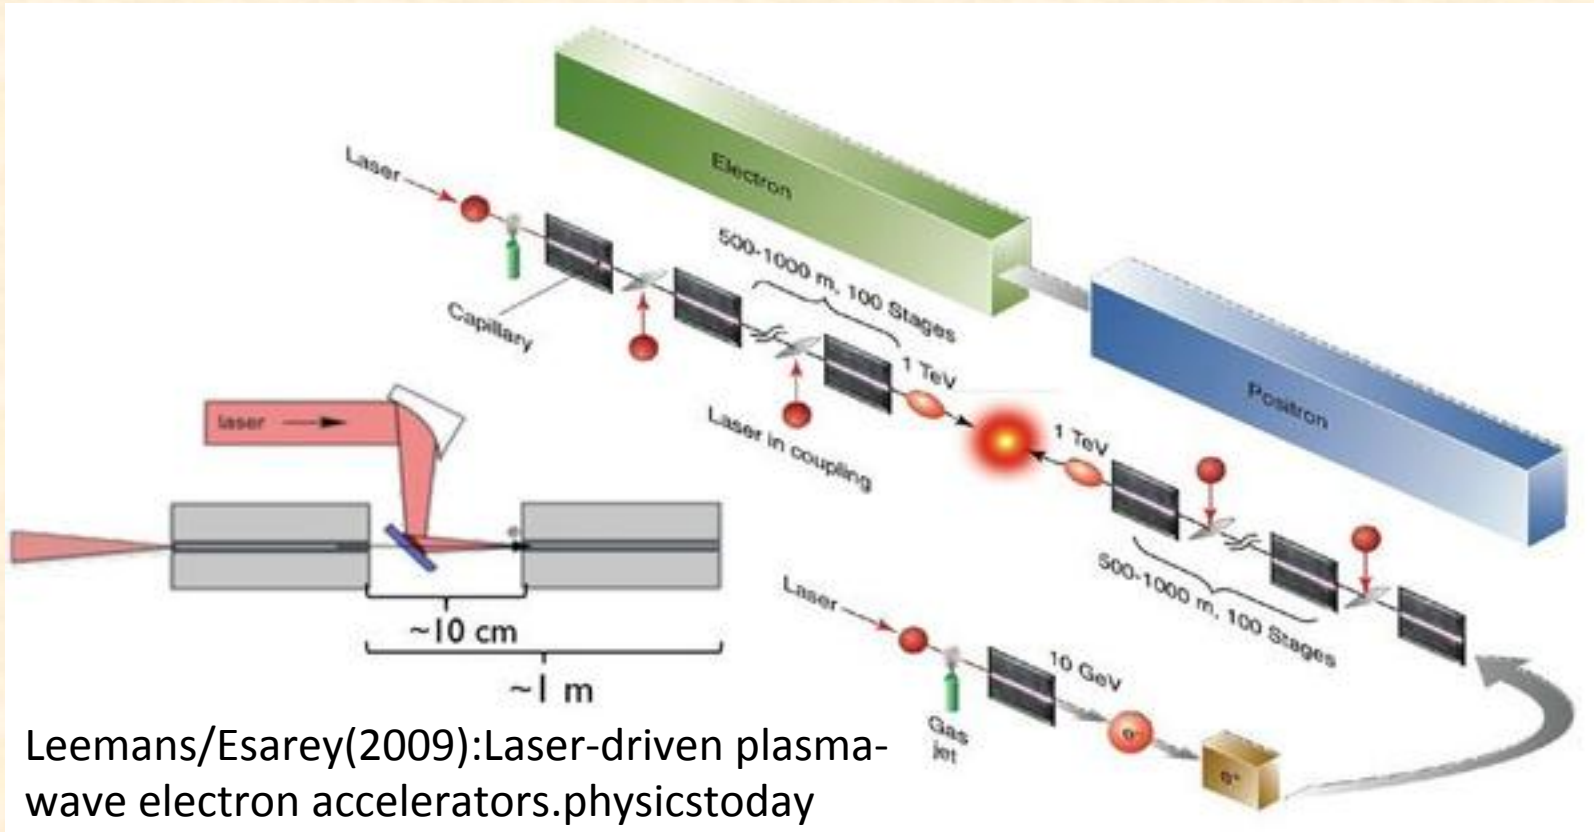 Electron
Laser
500-1000 m, 100 Stages
Capillary
1 TeV
Positron
Laser in coupling
1 TeV
laser
e
500-1000 m, 100 Stages
Laser
~10 cm
10 GeV
~1 m
Gas
jet
e-
e+
Leemans/Esarey(2009):Laser-driven plasma-
wave electron accelerators.physicstoday